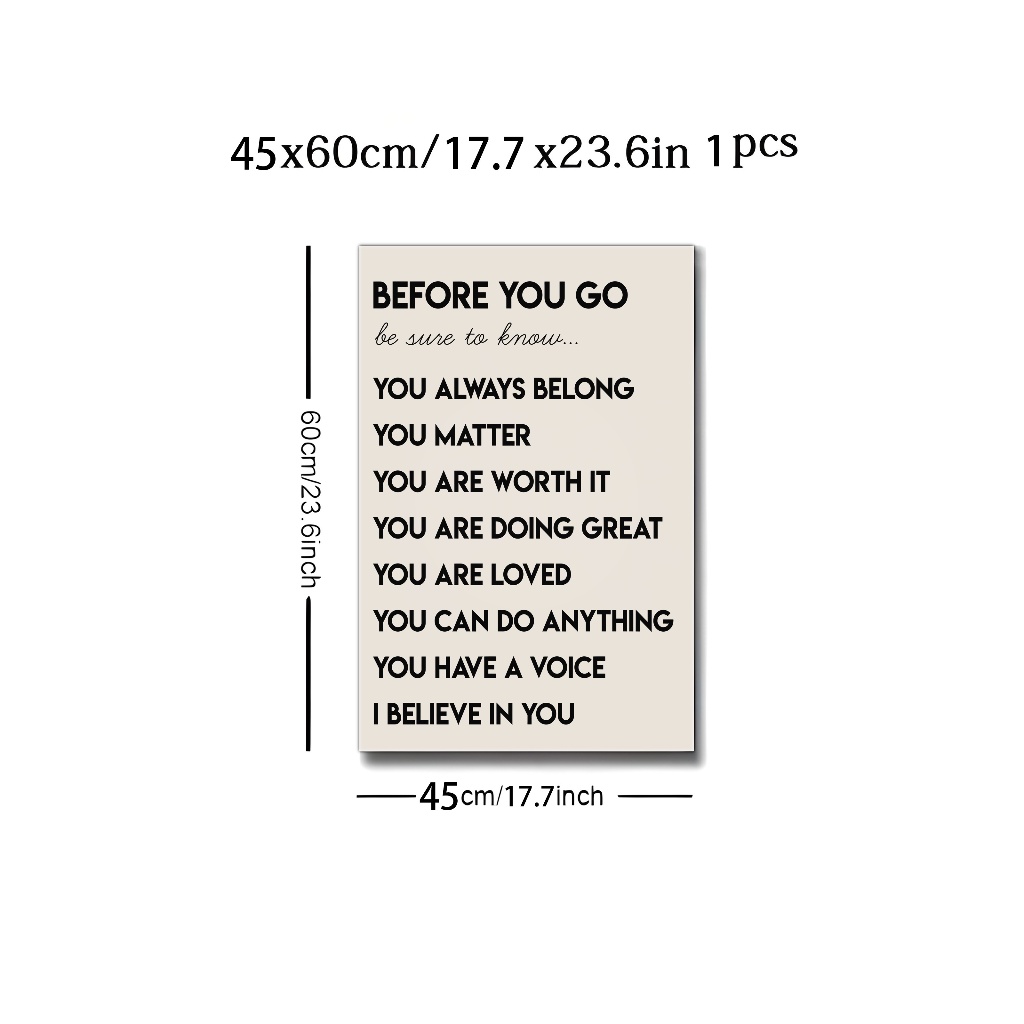 45x60cm/17.7 x23.6in 1pcs
BEFORE YOU GO
be sure to know...
YOU ALWAYS BELONG
YOU MATTER
YOU ARE WORTH IT
YOU ARE DOING GREAT
YOU ARE LOVED
YOU CAN DO ANYTHING
YOU HAVE A VOICE
I BELIEVE IN YOU
60cm/23.6inch
45cm/17.7inch